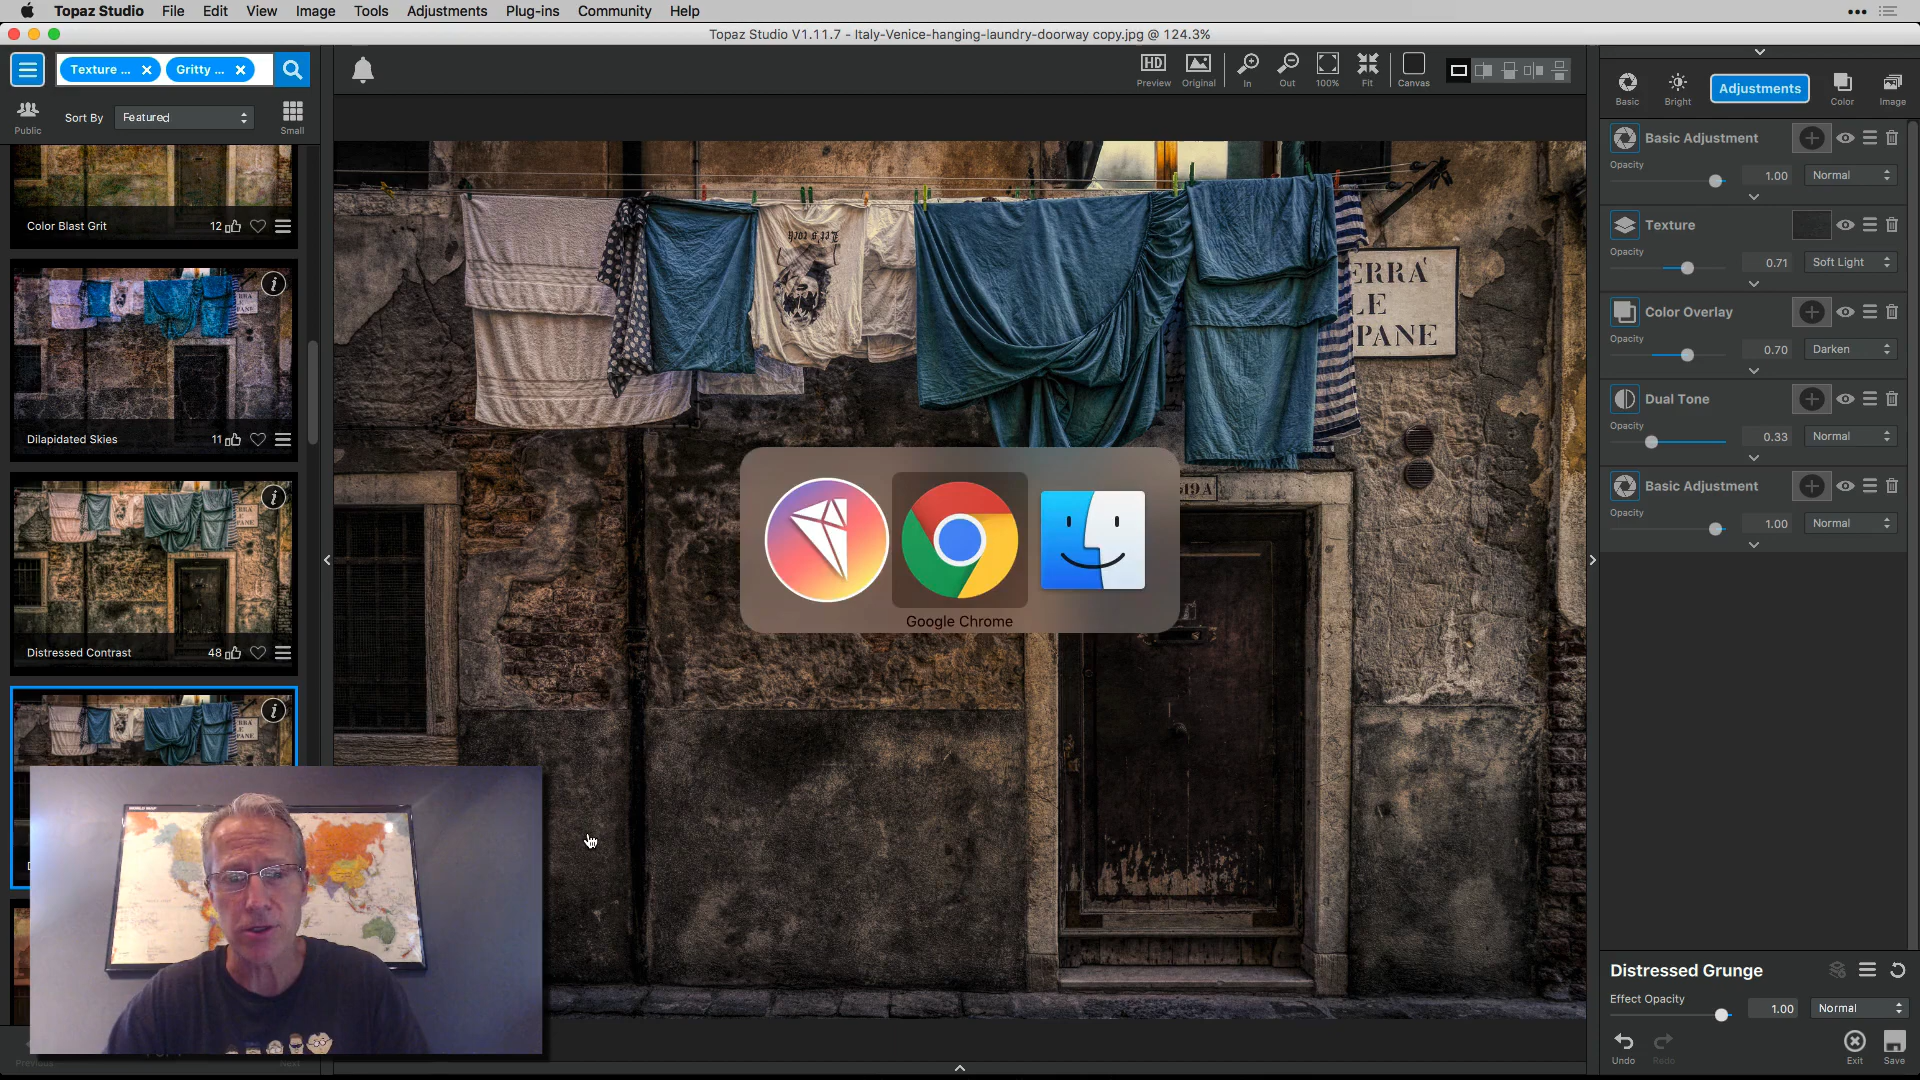 Topaz Studio File Edit View Image Tools Adjustments Plug-ins Community Help
Topaz Studio V1.11.7 - Italy-Venice-hanging-laundry-doorway copy.jpg @ 124.3%
Texture ...
Gritty ...
Public
Sort By
Featured
Small
HD
Preview
Original
In
Out
100%
Fit
Canvas
Basic
Bright
Adjustments
Color
Image
Color Blast Grit 12
Dilapidated Skies 11
Distressed Contrast 48
ERRA'
LE
PANE
Google Chrome
Basic Adjustment
Opacity
1.00 Normal
Texture
Opacity
0.71 Soft Light
Color Overlay
Opacity
0.70 Darken
Dual Tone
Opacity
0.33 Normal
Basic Adjustment
Opacity
1.00 Normal
Distressed Grunge
Effect Opacity
1.00 Normal
Undo
Redo
Exit
Save
Previous
Next